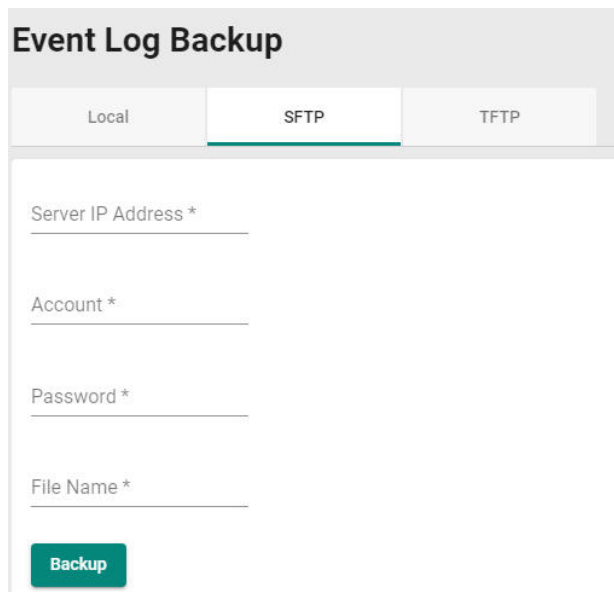 Event Log Backup
Local SFTP TFTP
Server IP Address *
Account *
Password *
File Name *
Backup